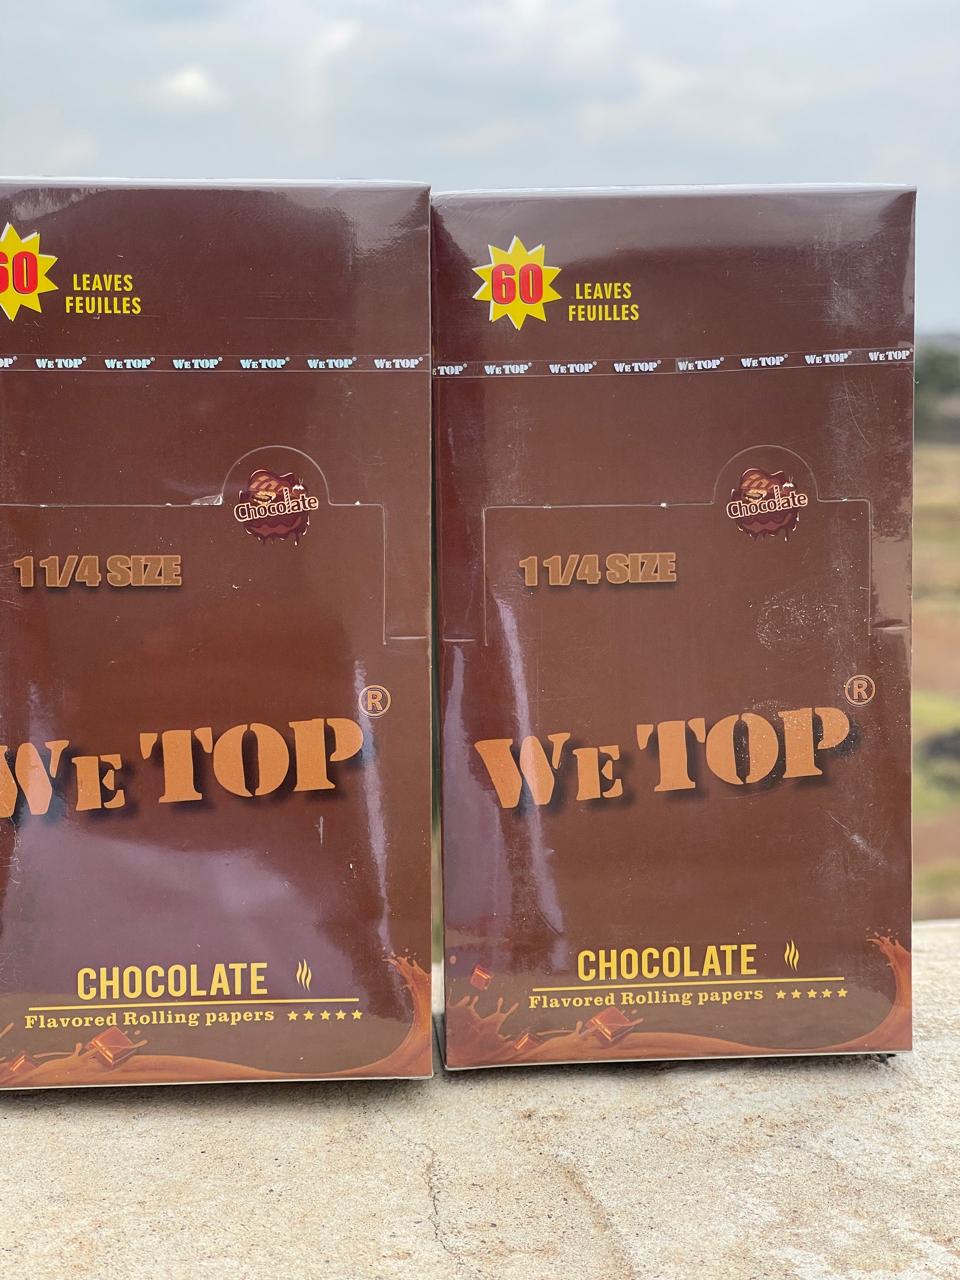 60
LEAVES
FEUILLES
WE TOP® WE TOP® WE TOP® WE TOP® WE TOP® WE TOP®
Chocolate
1 1/4 SIZE
WE TOP®
CHOCOLATE
Flavored Rolling papers
60
LEAVES
FEUILLES
WE TOP® WE TOP® WE TOP® WE TOP® WE TOP® WE TOP® WE TOP®
Chocolate
1 1/4 SIZE
WE TOP®
CHOCOLATE
Flavored Rolling papers